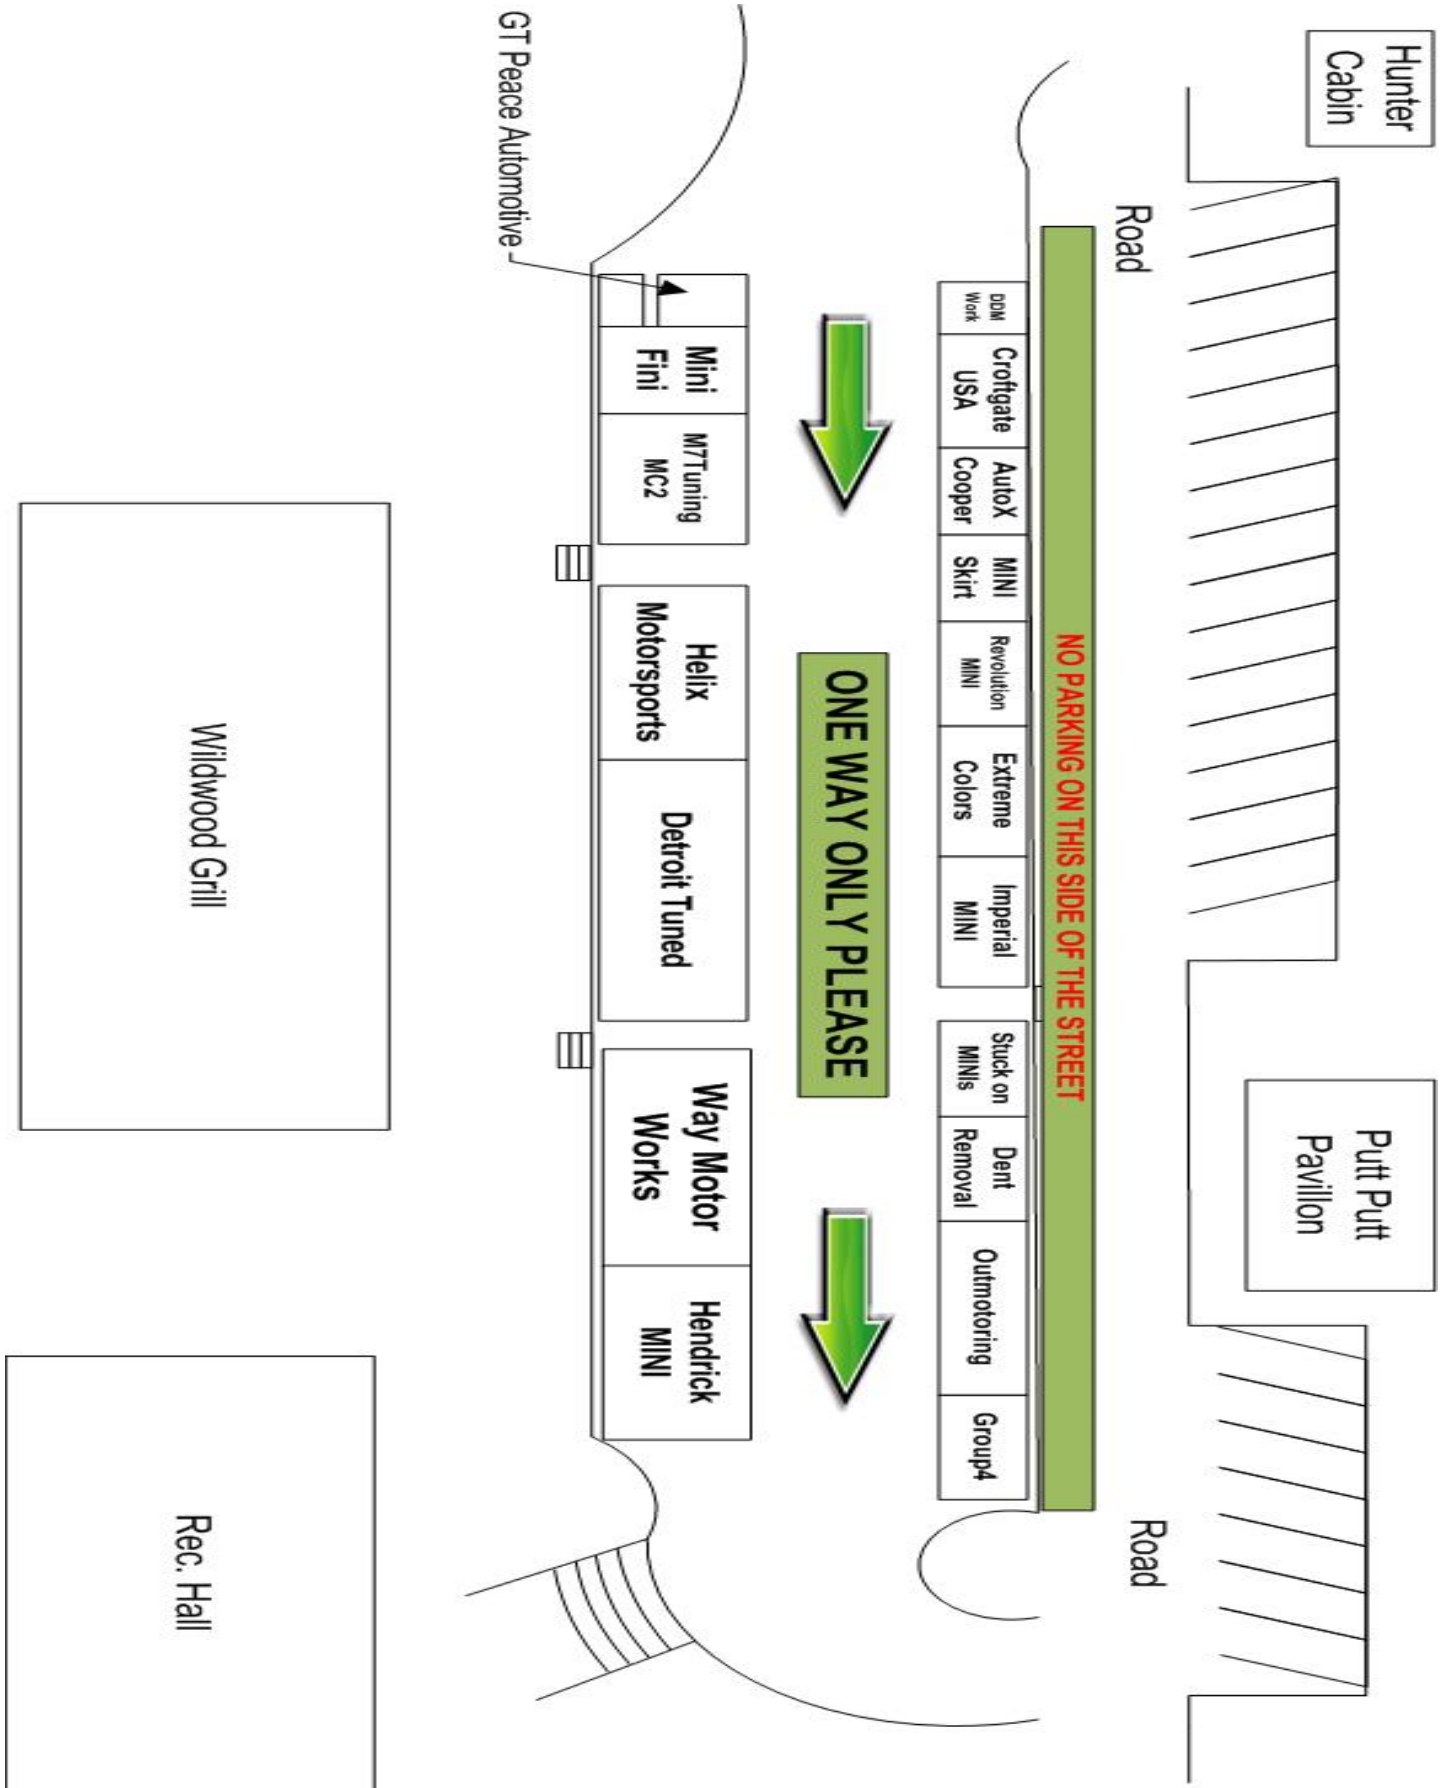 Hunter
Cabin
Putt Putt
Pavillon
Road
Road
NO PARKING ON THIS SIDE OF THE STREET
DDM
Work
Croftgate
USA
AutoX
Cooper
MINI
Skirt
Revolution
MINI
Extreme
Colors
Imperial
MINI
Stuck on
MINIs
Dent
Removal
Outmotoring
Group4
ONE WAY ONLY PLEASE
Mini
Fini
M7Tuning
MC2
Helix
Motorsports
Detroit Tuned
Way Motor
Works
Hendrick
MINI
GT Peace Automotive
Wildwood Grill
Rec. Hall